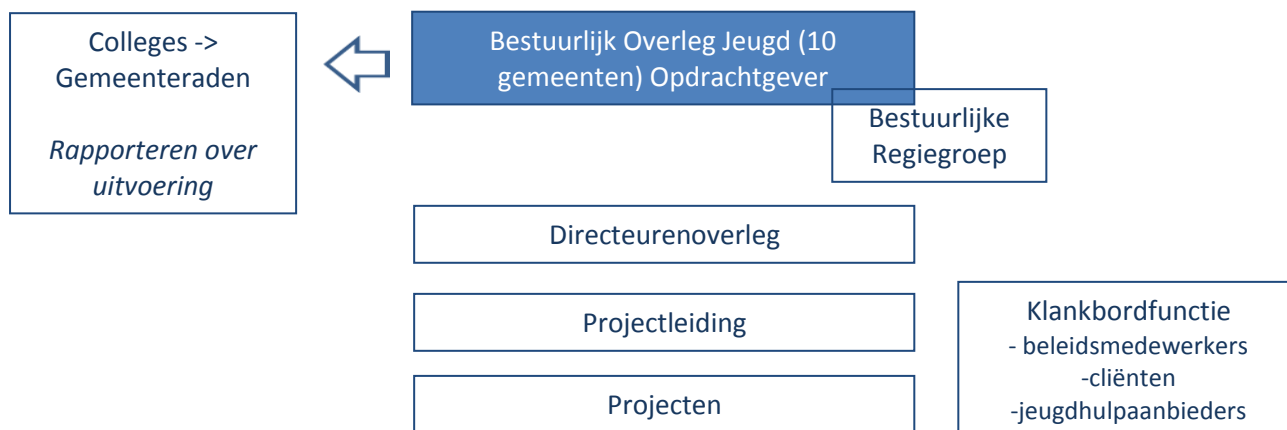 Colleges ->
Gemeenteraden
Rapporteren over
uitvoering
Bestuurlijk Overleg Jeugd (10
gemeenten) Opdrachtgever
Bestuurlijke
Regiegroep
Directeurenoverleg
Projectleiding
Projecten
Klankbordfunctie
- beleidsmedewerkers
-cliënten
-jeugdhulpaanbieders